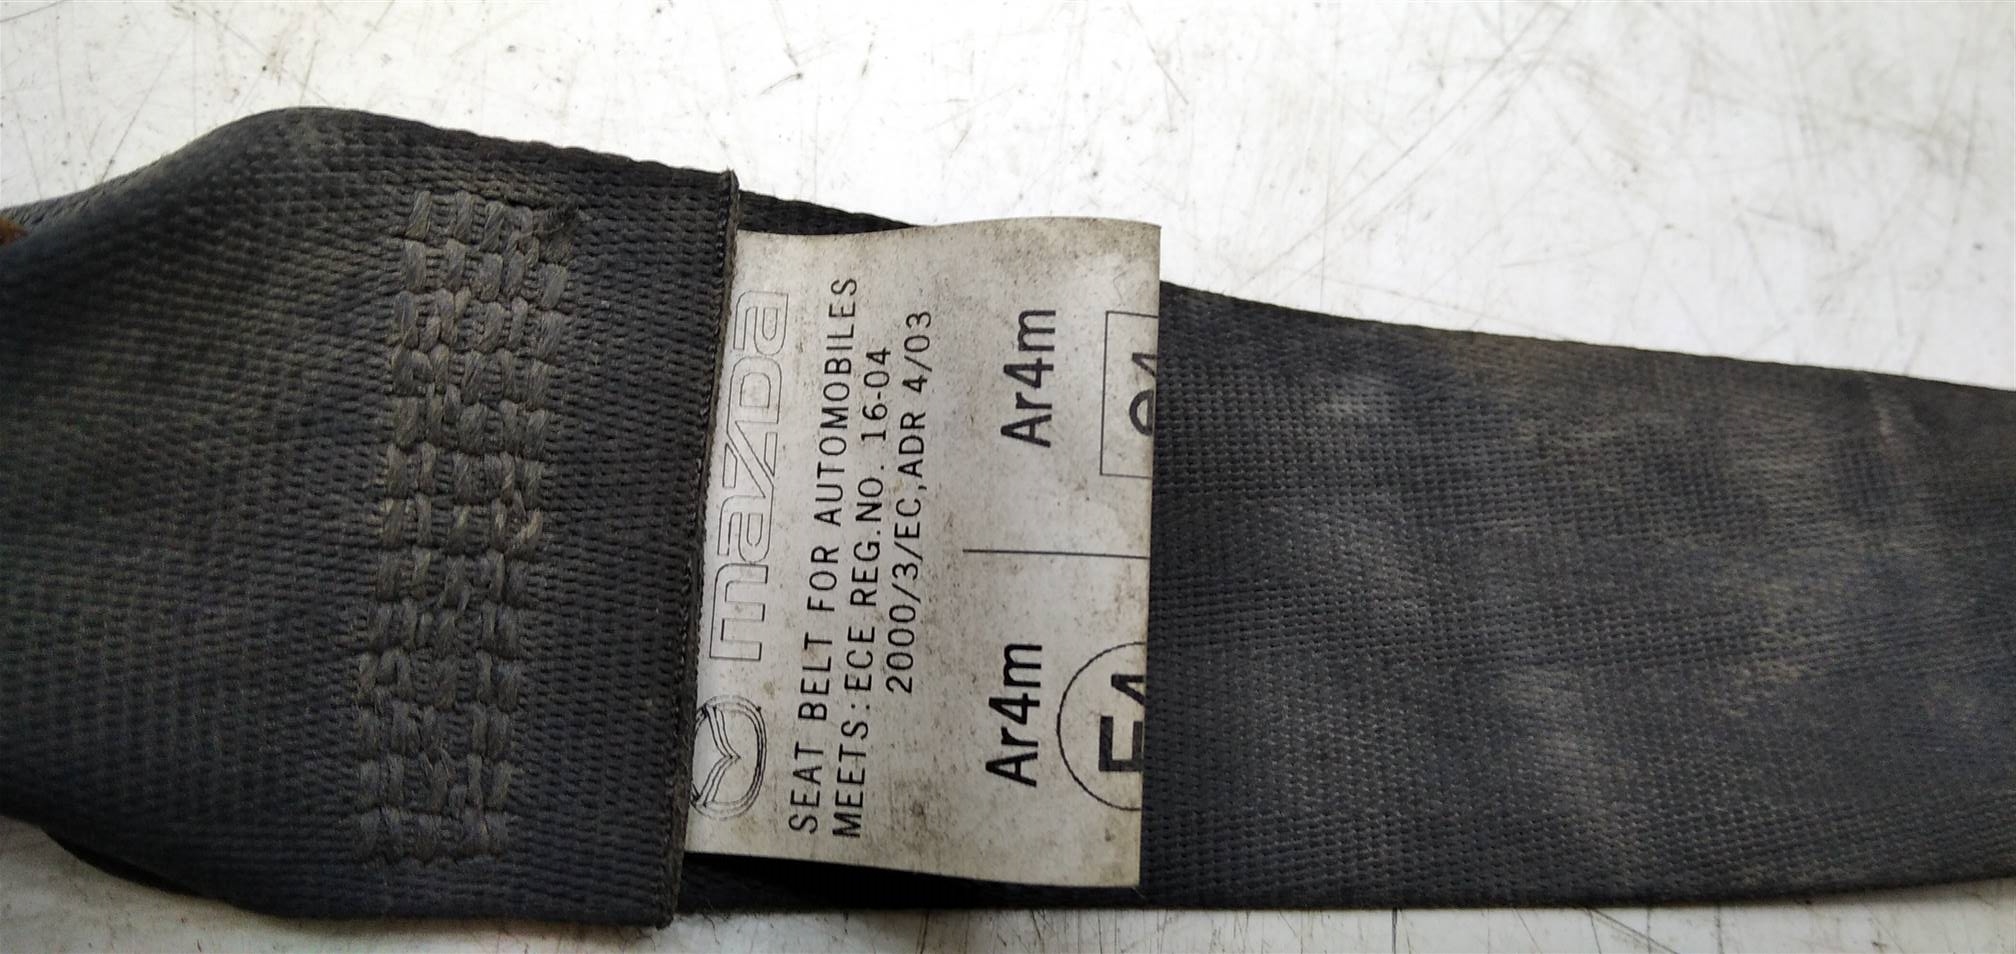 mazda
SEAT BELT FOR AUTOMOBILES
MEETS:ECE REG.NO. 16-04
2000/3/EC,ADR 4/03
Ar4m Ar4m